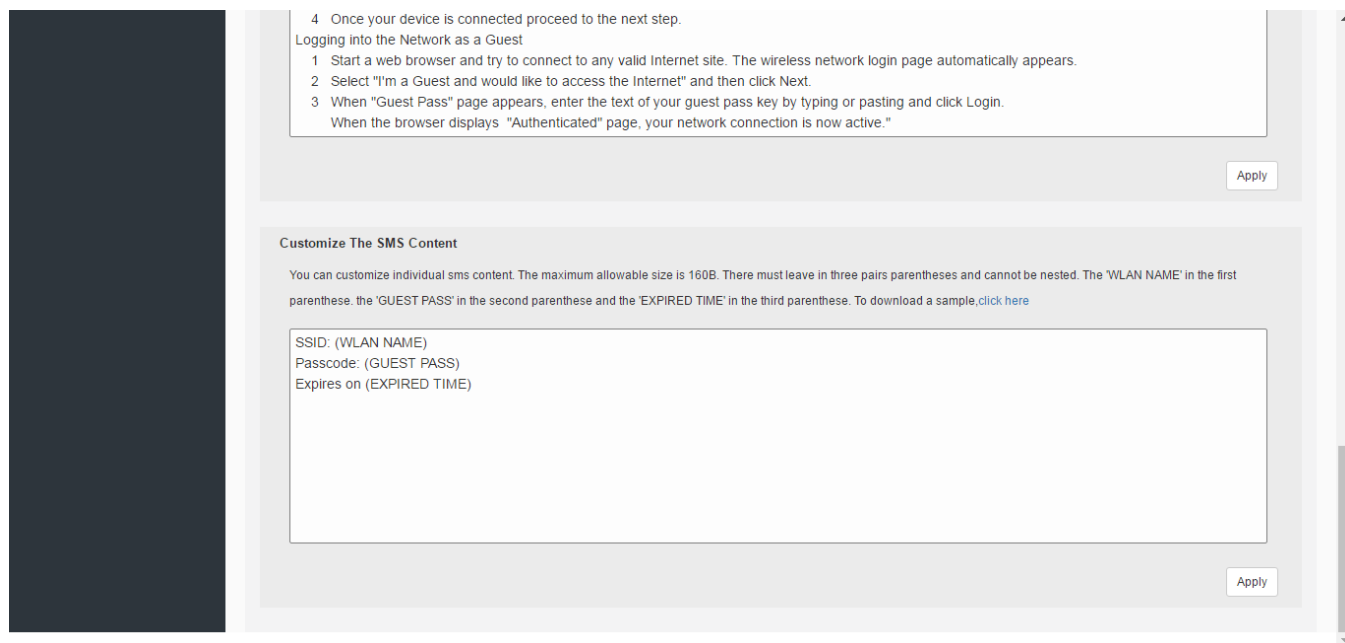 4 Once your device is connected proceed to the next step.
Logging into the Network as a Guest
1 Start a web browser and try to connect to any valid Internet site. The wireless network login page automatically appears.
2 Select "I'm a Guest and would like to access the Internet" and then click Next.
3 When "Guest Pass" page appears, enter the text of your guest pass key by typing or pasting and click Login.
When the browser displays "Authenticated" page, your network connection is now active."
Apply
Customize The SMS Content
You can customize individual sms content. The maximum allowable size is 160B. There must leave in three pairs parentheses and cannot be nested. The 'WLAN NAME' in the first
parenthese. the 'GUEST PASS' in the second parenthese and the 'EXPIRED TIME' in the third parenthese. To download a sample,click here
SSID: (WLAN NAME)
Passcode: (GUEST PASS)
Expires on (EXPIRED TIME)
Apply